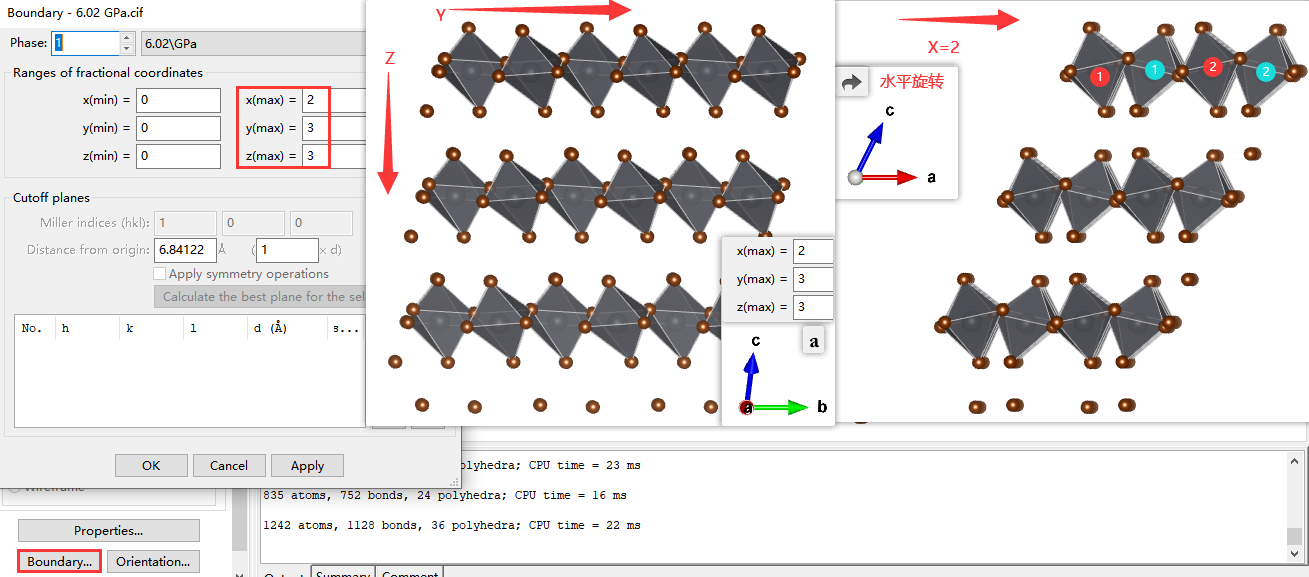 Boundary - 6.02 GPa.cif
Phase: 1 6.02\GPa
Ranges of fractional coordinates
x(min) = 0 x(max) = 2
y(min) = 0 y(max) = 3
z(min) = 0 z(max) = 3
Cutoff planes
Miller indices (hkl): 1 0 0
Distance from origin: 6.84122 Å ( 1 × d)
Apply symmetry operations
Calculate the best plane for the sel
No. h k l d (Å) s...
OK Cancel Apply
Y
Z
x(max) = 2
y(max) = 3
z(max) = 3
a
c
a b
X=2
水平旋转
c
a
1 1 2 2
polyhedra; CPU time = 23 ms
835 atoms, 752 bonds, 24 polyhedra; CPU time = 16 ms
1242 atoms, 1128 bonds, 36 polyhedra; CPU time = 22 ms
Wireframe
Properties...
Boundary... Orientation...
Output Summary Comment